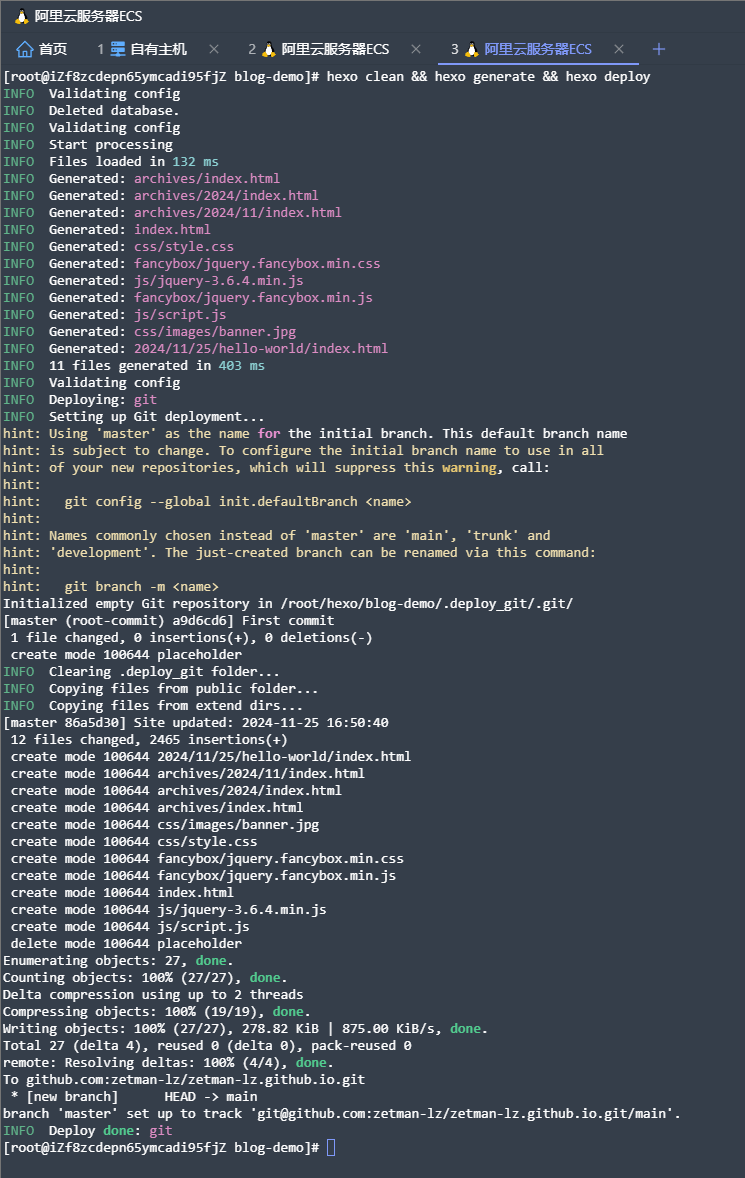 阿里云服务器ECS
首页 1 自有主机 × 2 阿里云服务器ECS × 3 阿里云服务器ECS × +
[root@iZf8zcdepn65ymcadi95fjZ blog-demo]# hexo clean && hexo generate && hexo deploy
INFO  Validating config
INFO  Deleted database.
INFO  Validating config
INFO  Start processing
INFO  Files loaded in 132 ms
INFO  Generated: archives/index.html
INFO  Generated: archives/2024/index.html
INFO  Generated: archives/2024/11/index.html
INFO  Generated: index.html
INFO  Generated: css/style.css
INFO  Generated: fancybox/jquery.fancybox.min.css
INFO  Generated: js/jquery-3.6.4.min.js
INFO  Generated: fancybox/jquery.fancybox.min.js
INFO  Generated: js/script.js
INFO  Generated: css/images/banner.jpg
INFO  Generated: 2024/11/25/hello-world/index.html
INFO  11 files generated in 403 ms
INFO  Validating config
INFO  Deploying: git
INFO  Setting up Git deployment...
hint: Using 'master' as the name for the initial branch. This default branch name
hint: is subject to change. To configure the initial branch name to use in all
hint: of your new repositories, which will suppress this warning, call:
hint:
hint:   git config --global init.defaultBranch <name>
hint:
hint: Names commonly chosen instead of 'master' are 'main', 'trunk' and
hint: 'development'. The just-created branch can be renamed via this command:
hint:
hint:   git branch -m <name>
Initialized empty Git repository in /root/hexo/blog-demo/.deploy_git/.git/
[master (root-commit) a9d6cd6] First commit
 1 file changed, 0 insertions(+), 0 deletions(-)
 create mode 100644 placeholder
INFO  Clearing .deploy_git folder...
INFO  Copying files from public folder...
INFO  Copying files from extend dirs...
[master 86a5d30] Site updated: 2024-11-25 16:50:40
 12 files changed, 2465 insertions(+)
 create mode 100644 2024/11/25/hello-world/index.html
 create mode 100644 archives/2024/11/index.html
 create mode 100644 archives/2024/index.html
 create mode 100644 archives/index.html
 create mode 100644 css/images/banner.jpg
 create mode 100644 css/style.css
 create mode 100644 fancybox/jquery.fancybox.min.css
 create mode 100644 fancybox/jquery.fancybox.min.js
 create mode 100644 index.html
 create mode 100644 js/jquery-3.6.4.min.js
 create mode 100644 js/script.js
 delete mode 100644 placeholder
Enumerating objects: 27, done.
Counting objects: 100% (27/27), done.
Delta compression using up to 2 threads
Compressing objects: 100% (19/19), done.
Writing objects: 100% (27/27), 278.82 KiB | 875.00 KiB/s, done.
Total 27 (delta 4), reused 0 (delta 0), pack-reused 0
remote: Resolving deltas: 100% (4/4), done.
To github.com:zetman-lz/zetman-lz.github.io.git
 * [new branch]      HEAD -> main
branch 'master' set up to track 'git@github.com:zetman-lz/zetman-lz.github.io.git/main'.
INFO  Deploy done: git
[root@iZf8zcdepn65ymcadi95fjZ blog-demo]#